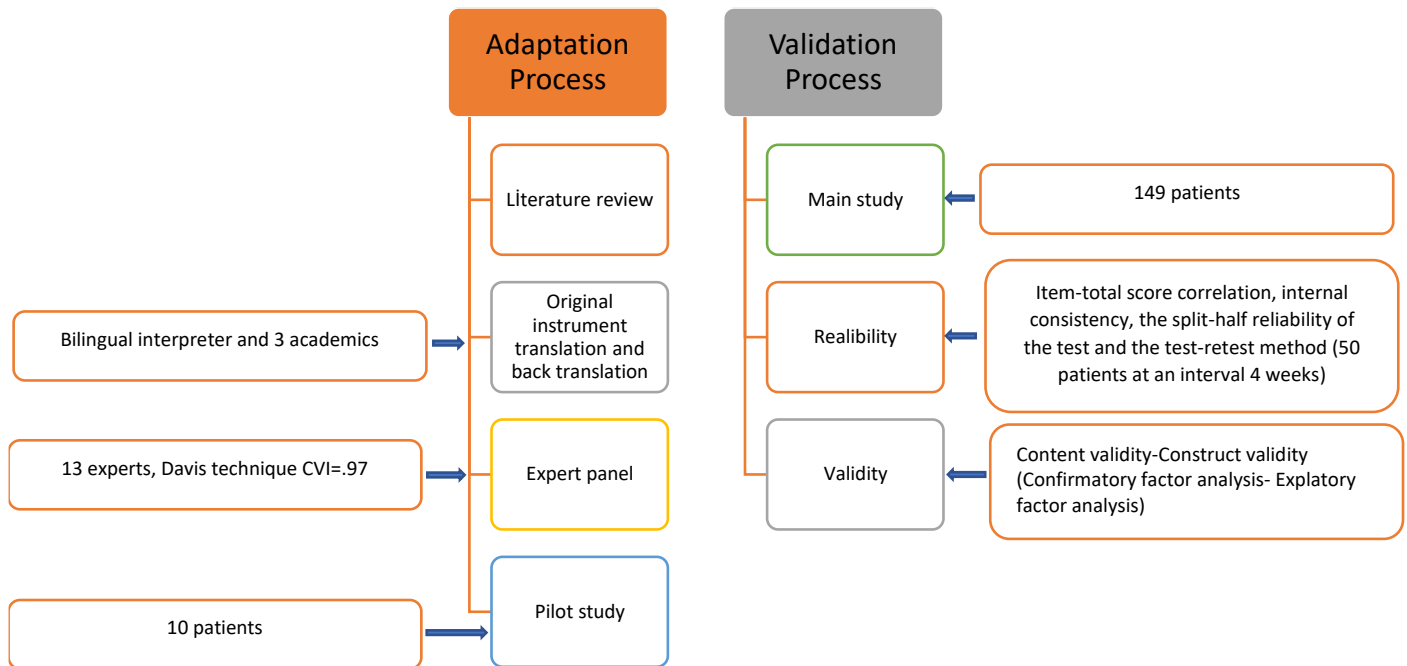 Adaptation
Process
Lİterature review
Bilingual interpreter and 3 academics
Original
instrument
translation and
back translation
13 experts, Davis technique CVI=.97
Expert panel
10 patients
Pilot study
Validation
Process
Main study
149 patients
Realibility
Item-total score correlation, internal
consistency, the split-half reliability of
the test and the test-retest method (50
patients at an interval 4 weeks)
Validity
Content validity-Construct validity
(Confirmatory factor analysis- Explatory
factor analysis)